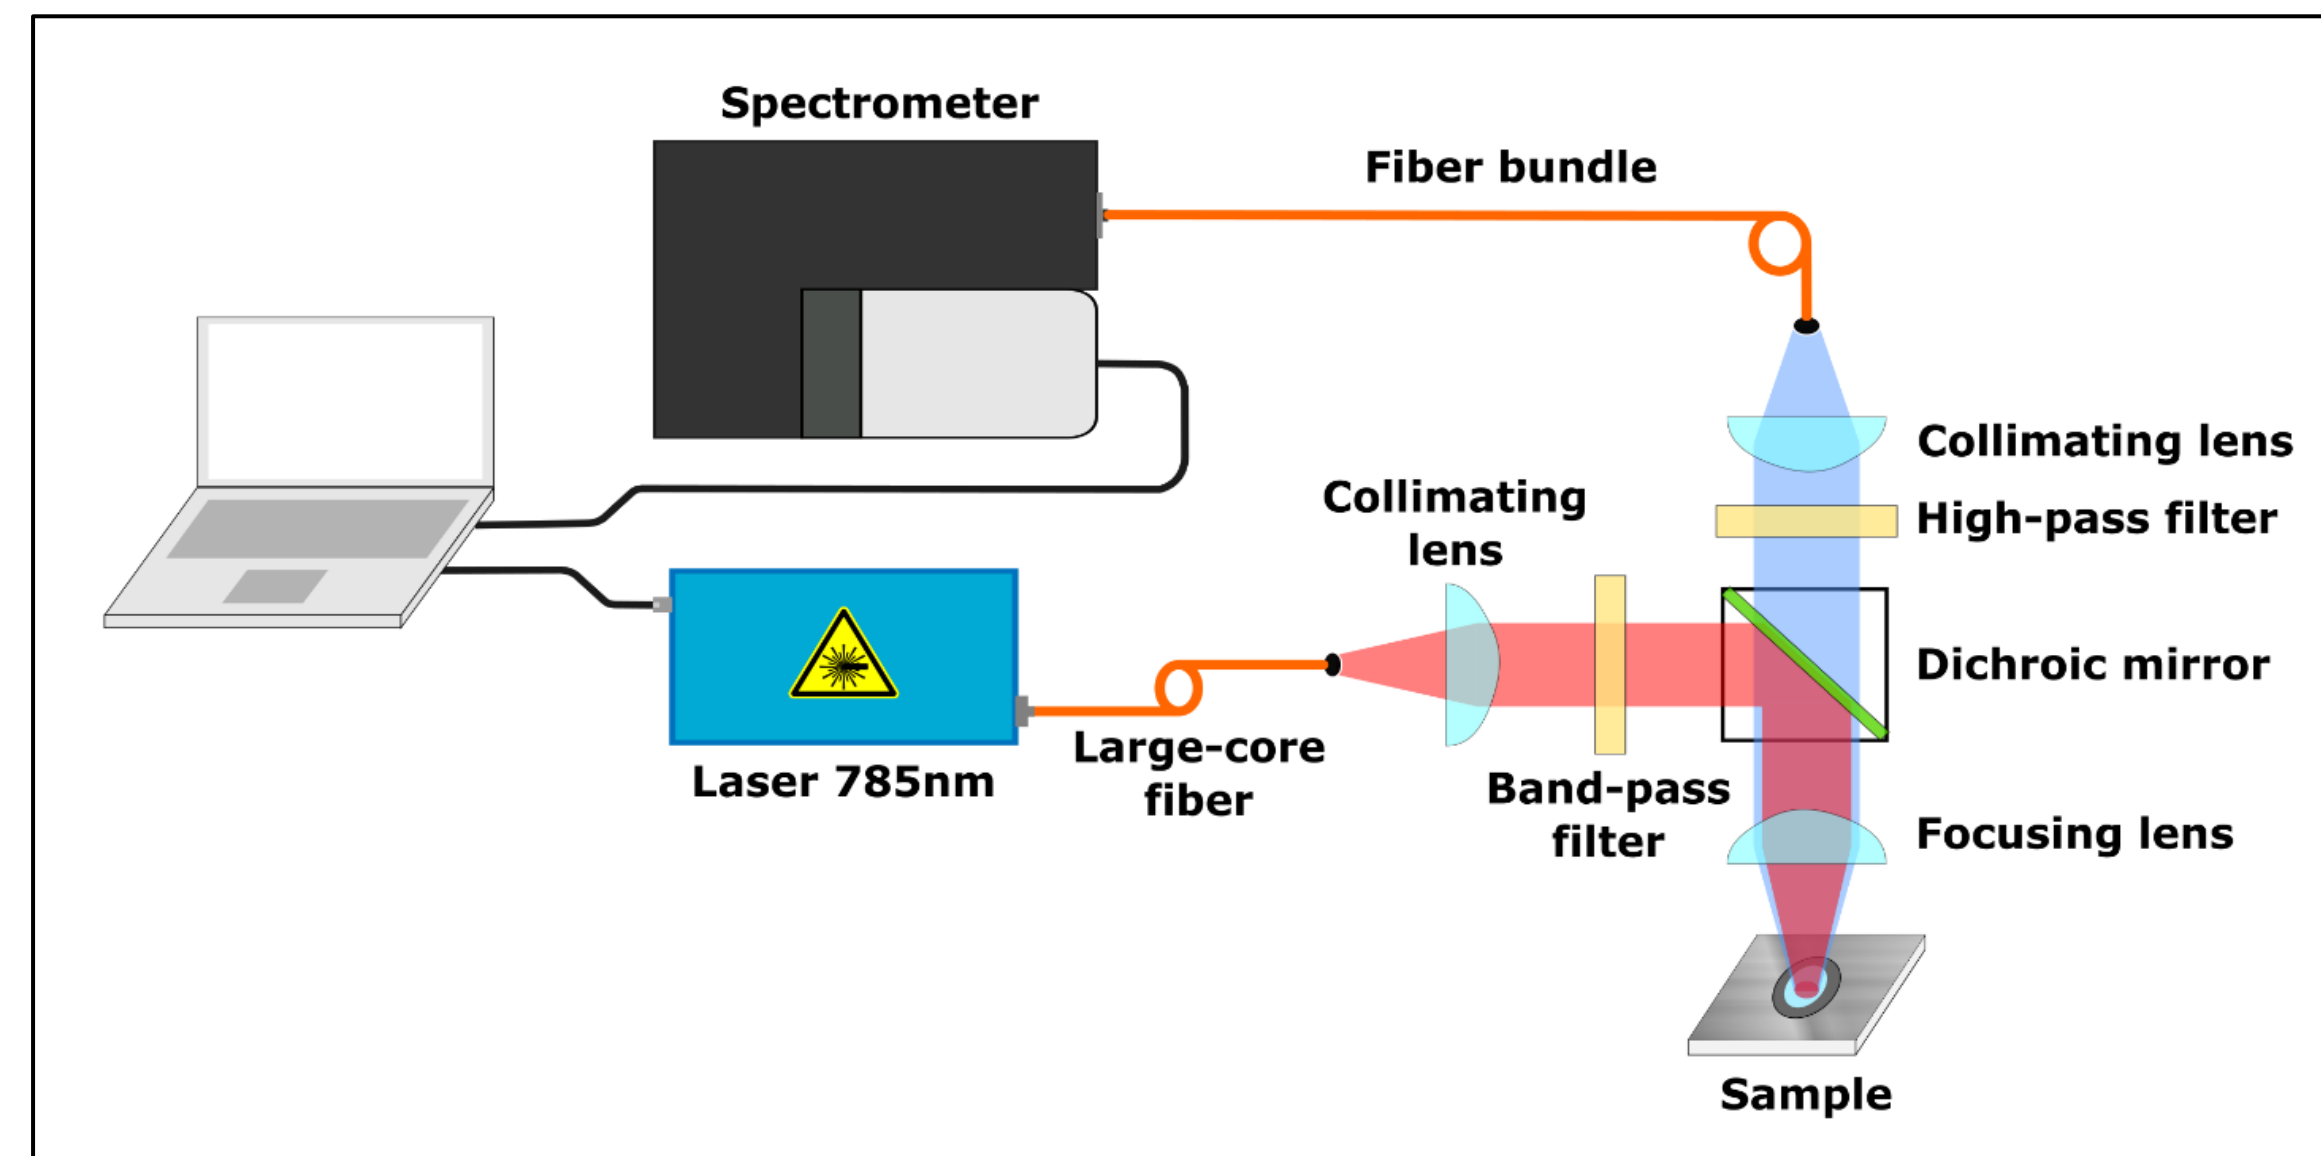 Spectrometer
Fiber bundle
Collimating lens
High-pass filter
Collimating
lens
Dichroic mirror
Large-core
fiber
Laser 785nm
Band-pass
filter
Focusing lens
Sample